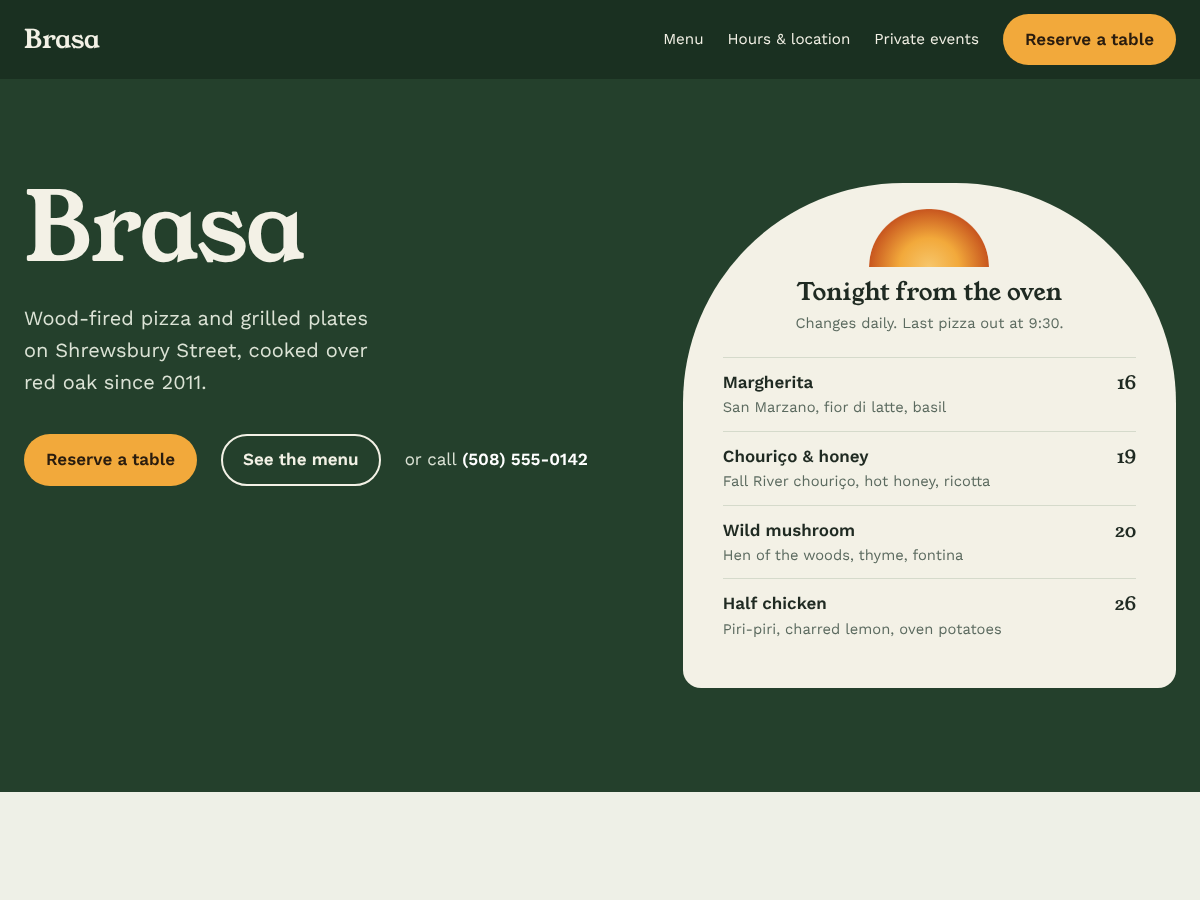 Brasa
Menu
Hours & location
Private events
Reserve a table
Brasa
Wood-fired pizza and grilled plates
on Shrewsbury Street, cooked over
red oak since 2011.
Reserve a table
See the menu
or call (508) 555-0142
Tonight from the oven
Changes daily. Last pizza out at 9:30.
Margherita 16
San Marzano, fior di latte, basil
Chouriço & honey 19
Fall River chouriço, hot honey, ricotta
Wild mushroom 20
Hen of the woods, thyme, fontina
Half chicken 26
Piri-piri, charred lemon, oven potatoes